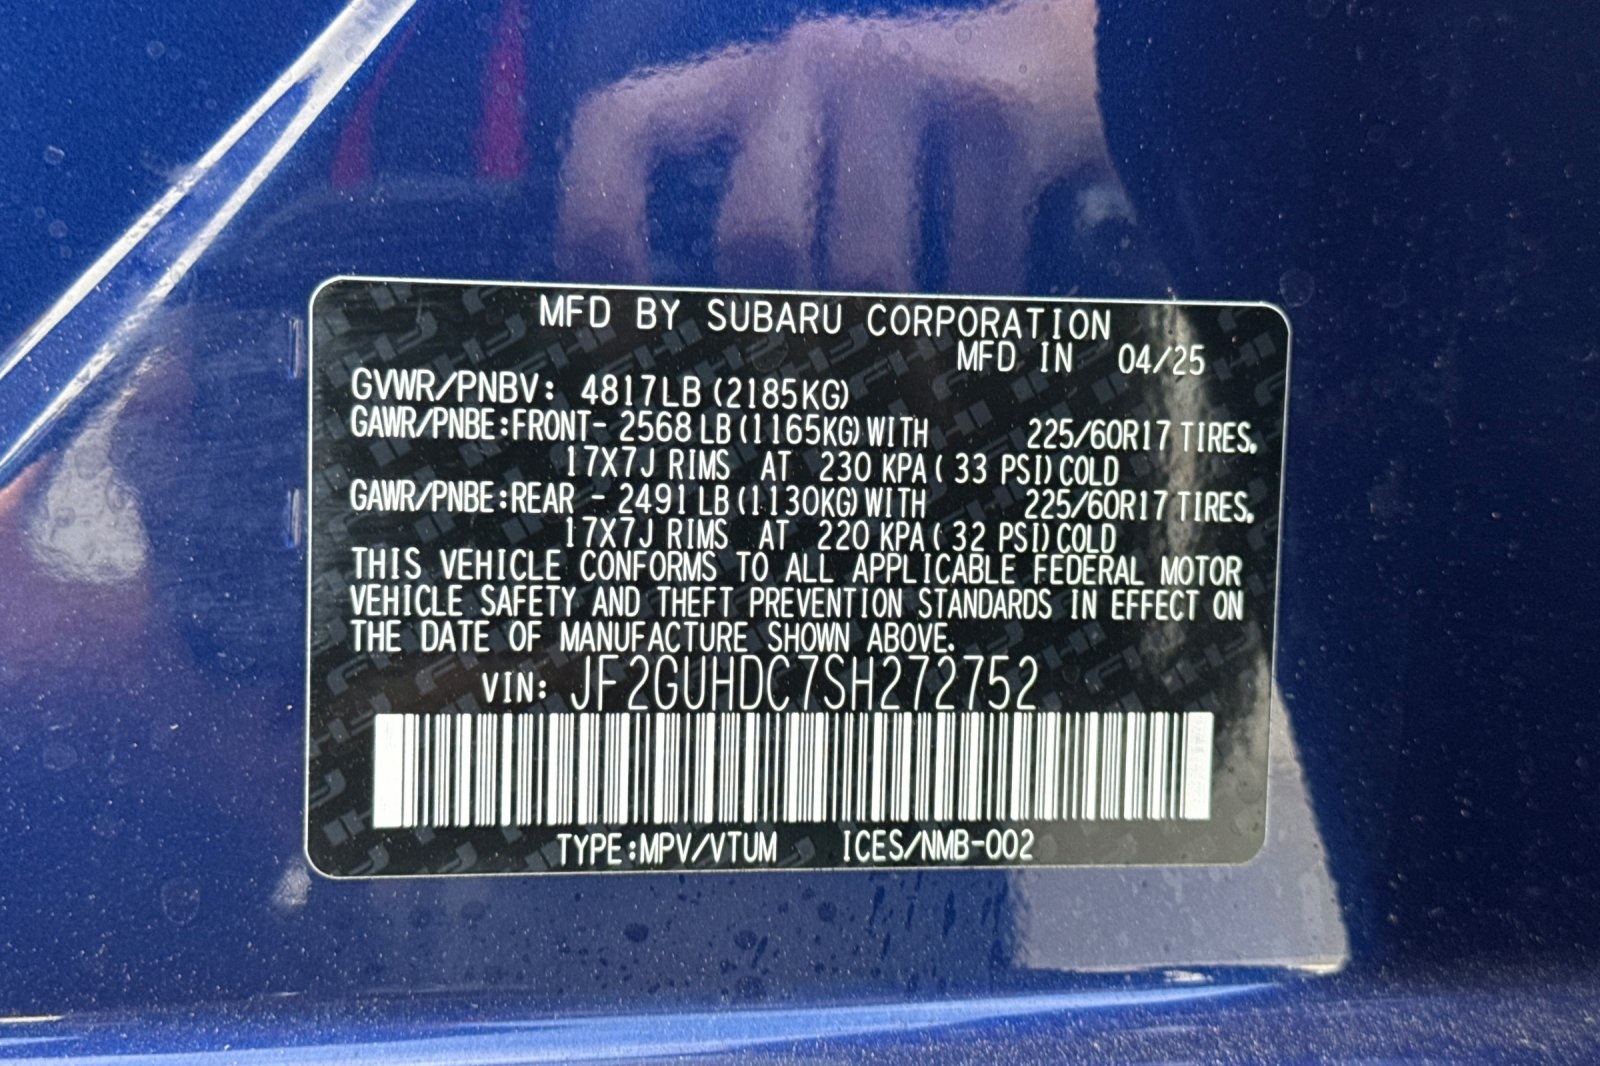 MFD BY SUBARU CORPORATION
MFD IN 04/25
GVWR/PNBV: 4817LB (2185KG)
GAWR/PNBE:FRONT- 2568 LB (1165KG) WITH 225/60R17 TIRES,
17X7J RIMS AT 230 KPA ( 33 PSI) COLD
GAWR/PNBE:REAR - 2491 LB (1130KG) WITH 225/60R17 TIRES,
17X7J RIMS AT 220 KPA ( 32 PSI) COLD
THIS VEHICLE CONFORMS TO ALL APPLICABLE FEDERAL MOTOR
VEHICLE SAFETY AND THEFT PREVENTION STANDARDS IN EFFECT ON
THE DATE OF MANUFACTURE SHOWN ABOVE.
VIN: JF2GUHDC7SH272752
TYPE:MPV/VTUM ICES/NMB-002